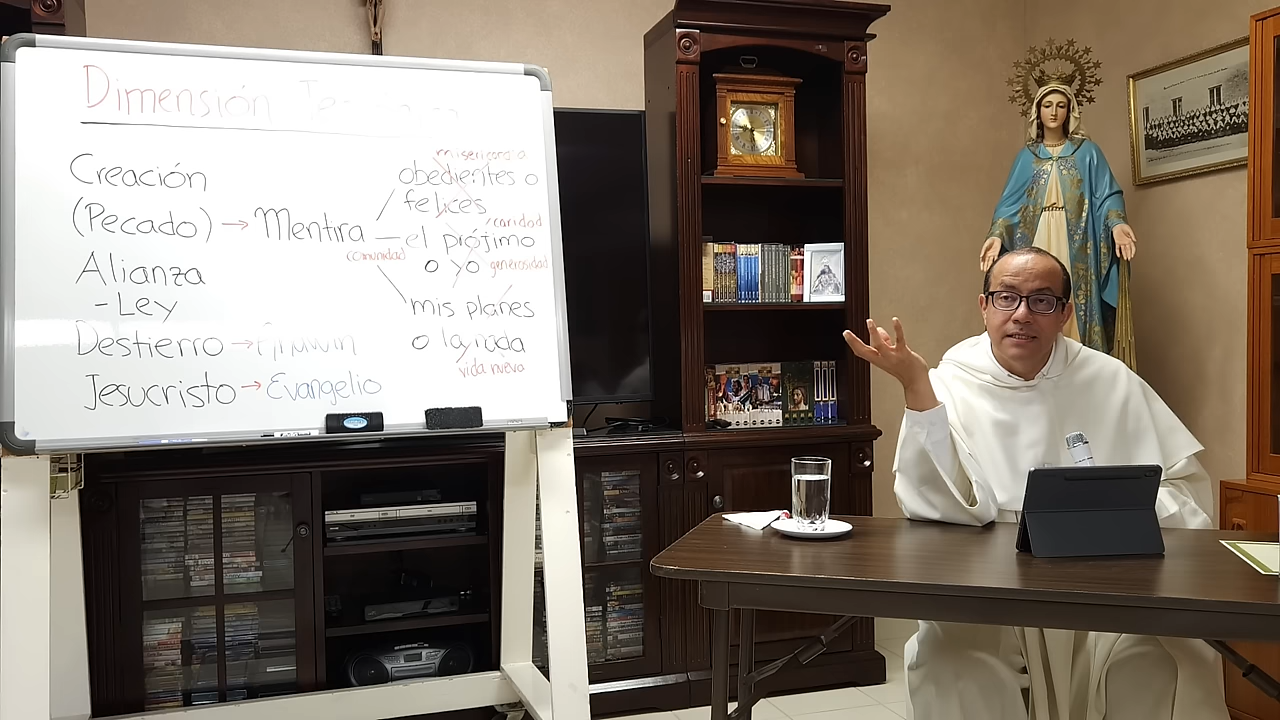 Dimensión
Creación
(Pecado) → Mentira
Alianza
- Ley
Destierro →
Jesucristo → Evangelio
misericordia
obedientes o
felices
caridad
el prójimo
(comunidad)
o yo generosidad
mis planes
o la nada
vida nueva